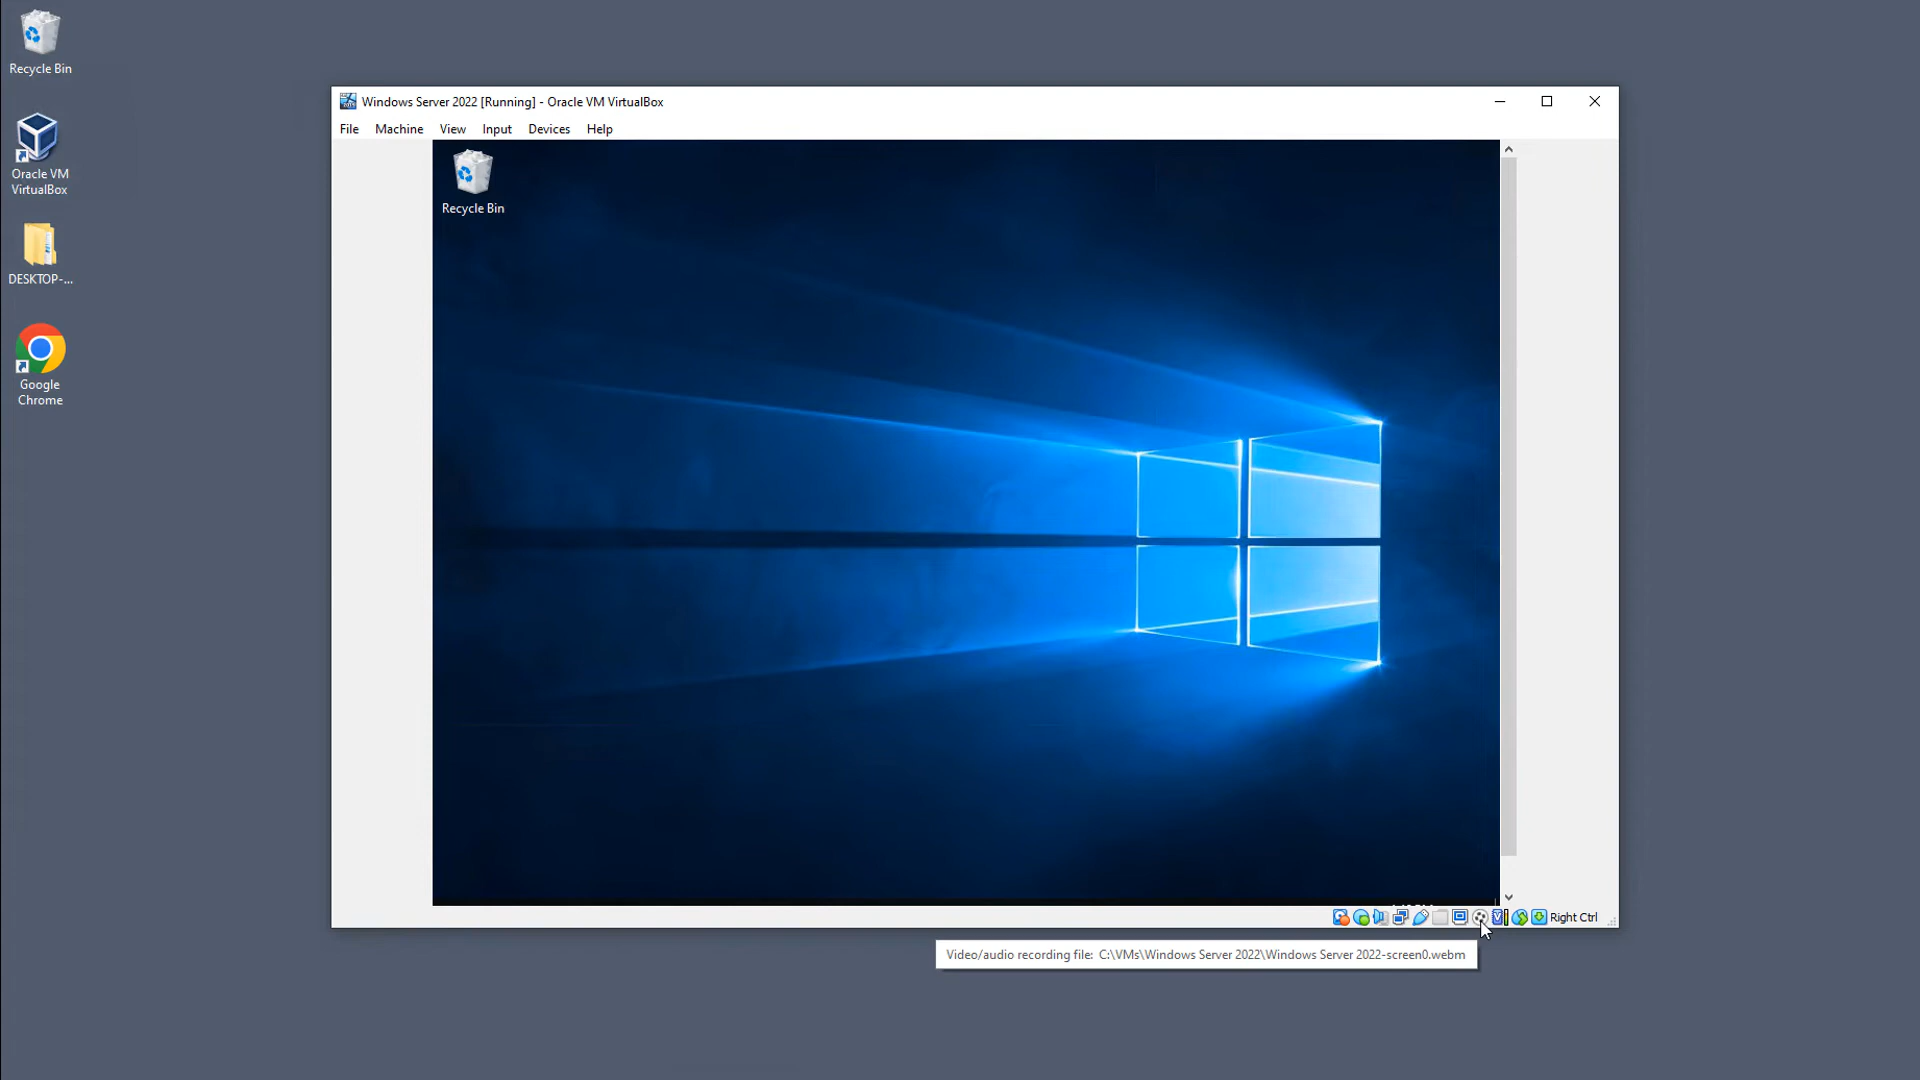 Recycle Bin
Oracle VM
VirtualBox
DESKTOP-...
Google
Chrome
Windows Server 2022 [Running] - Oracle VM VirtualBox
File Machine View Input Devices Help
Recycle Bin
Right Ctrl
Video/audio recording file: C:\VMs\Windows Server 2022\Windows Server 2022-screen0.webm